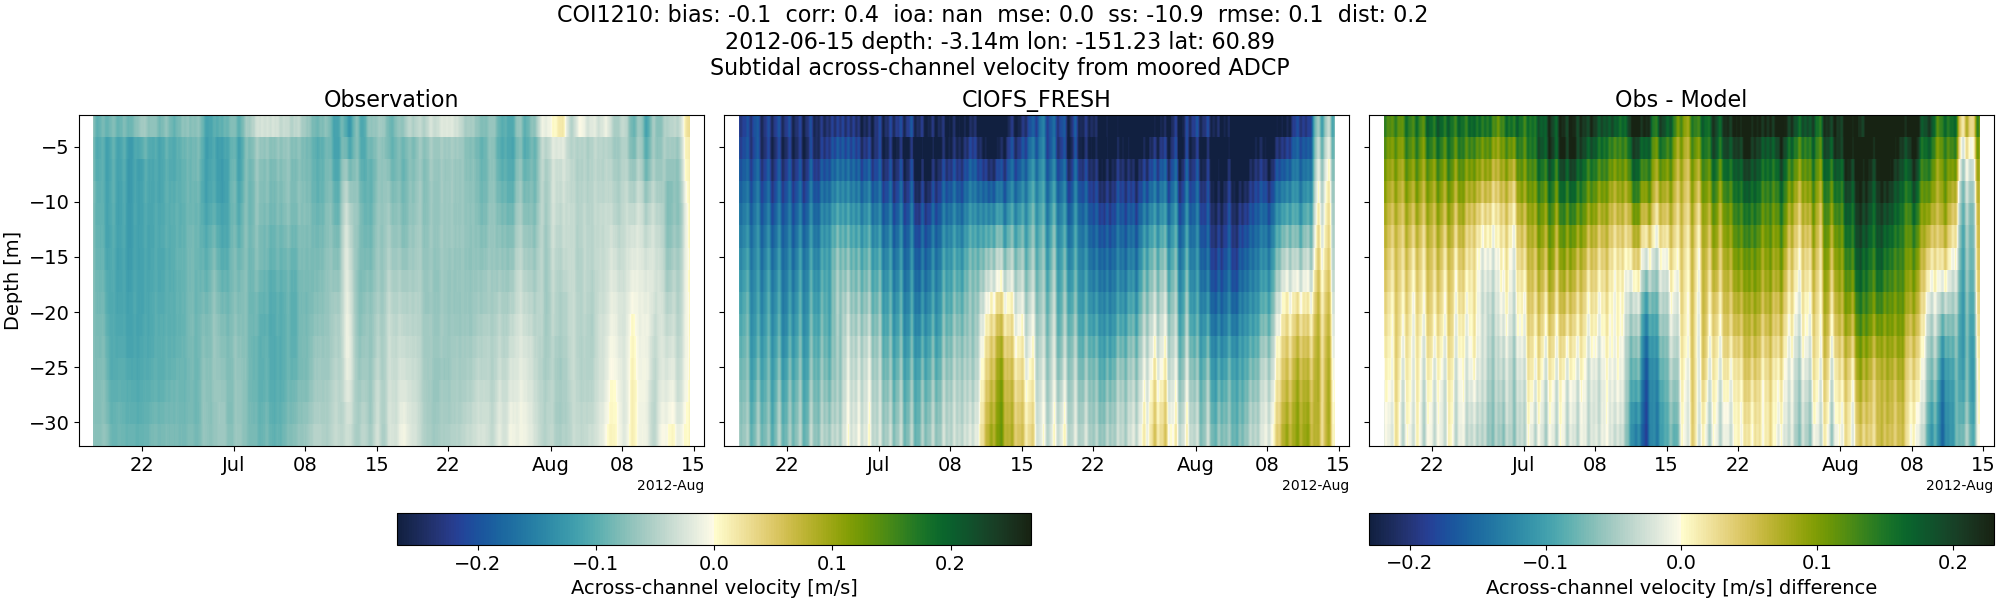 COI1210: bias: -0.1  corr: 0.4  ioa: nan  mse: 0.0  ss: -10.9  rmse: 0.1  dist: 0.2
2012-06-15 depth: -3.14m lon: -151.23 lat: 60.89
Subtidal across-channel velocity from moored ADCP
Observation
CIOFS_FRESH
Obs - Model
Depth [m]
−5
−10
−15
−20
−25
−30
22 Jul 08 15 22 Aug 08 15
2012-Aug
22 Jul 08 15 22 Aug 08 15
2012-Aug
22 Jul 08 15 22 Aug 08 15
2012-Aug
−0.2 −0.1 0.0 0.1 0.2
Across-channel velocity [m/s]
−0.2 −0.1 0.0 0.1 0.2
Across-channel velocity [m/s] difference